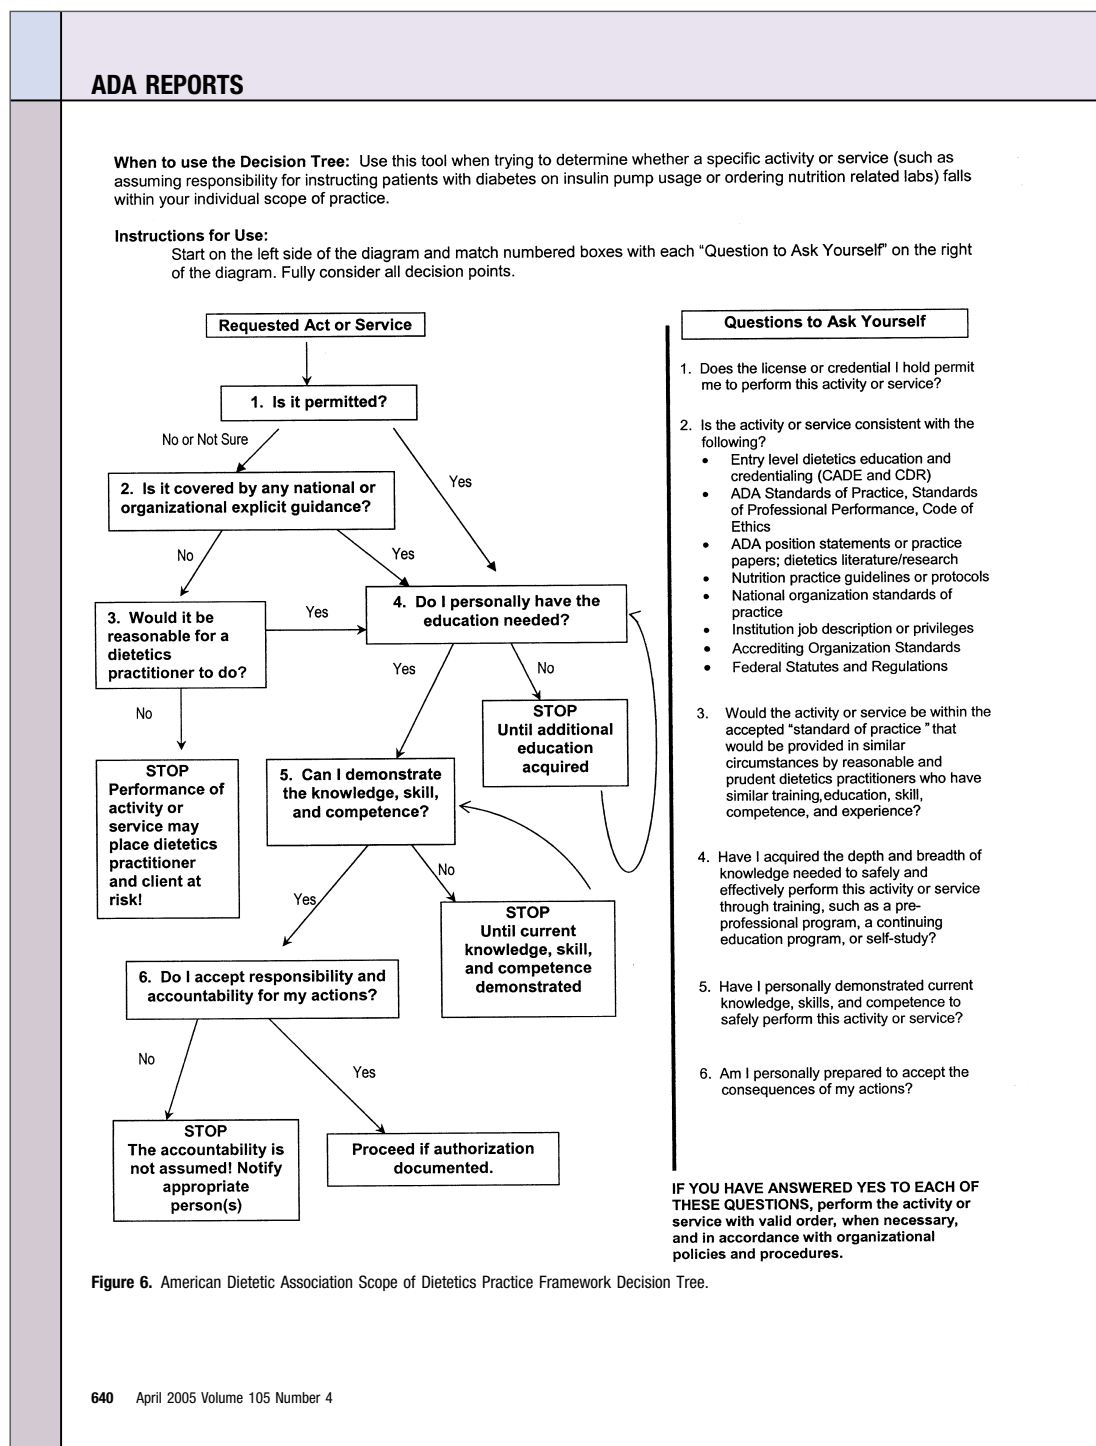 ADA REPORTS
When to use the Decision Tree: Use this tool when trying to determine whether a specific activity or service (such as
assuming responsibility for instructing patients with diabetes on insulin pump usage or ordering nutrition related labs) falls
within your individual scope of practice.
Instructions for Use:
Start on the left side of the diagram and match numbered boxes with each "Question to Ask Yourself" on the right
of the diagram. Fully consider all decision points.
Requested Act or Service
1. Is it permitted?
No or Not Sure
Yes
2. Is it covered by any national or
organizational explicit guidance?
No
Yes
3. Would it be
reasonable for a
dietetics
practitioner to do?
Yes
4. Do I personally have the
education needed?
No
Yes
No
STOP
Performance of
activity or
service may
place dietetics
practitioner
and client at
risk!
STOP
Until additional
education
acquired
5. Can I demonstrate
the knowledge, skill,
and competence?
Yes
No
STOP
Until current
knowledge, skill,
and competence
demonstrated
6. Do I accept responsibility and
accountability for my actions?
No
Yes
STOP
The accountability is
not assumed! Notify
appropriate
person(s)
Proceed if authorization
documented.
Questions to Ask Yourself
1. Does the license or credential I hold permit
me to perform this activity or service?
2. Is the activity or service consistent with the
following?
• Entry level dietetics education and
credentialing (CADE and CDR)
• ADA Standards of Practice, Standards
of Professional Performance, Code of
Ethics
• ADA position statements or practice
papers; dietetics literature/research
• Nutrition practice guidelines or protocols
• National organization standards of
practice
• Institution job description or privileges
• Accrediting Organization Standards
• Federal Statutes and Regulations
3. Would the activity or service be within the
accepted "standard of practice" that
would be provided in similar
circumstances by reasonable and
prudent dietetics practitioners who have
similar training, education, skill,
competence, and experience?
4. Have I acquired the depth and breadth of
knowledge needed to safely and
effectively perform this activity or service
through training, such as a pre-
professional program, a continuing
education program, or self-study?
5. Have I personally demonstrated current
knowledge, skills, and competence to
safely perform this activity or service?
6. Am I personally prepared to accept the
consequences of my actions?
IF YOU HAVE ANSWERED YES TO EACH OF
THESE QUESTIONS, perform the activity or
service with valid order, when necessary,
and in accordance with organizational
policies and procedures.
Figure 6. American Dietetic Association Scope of Dietetics Practice Framework Decision Tree.
640 April 2005 Volume 105 Number 4